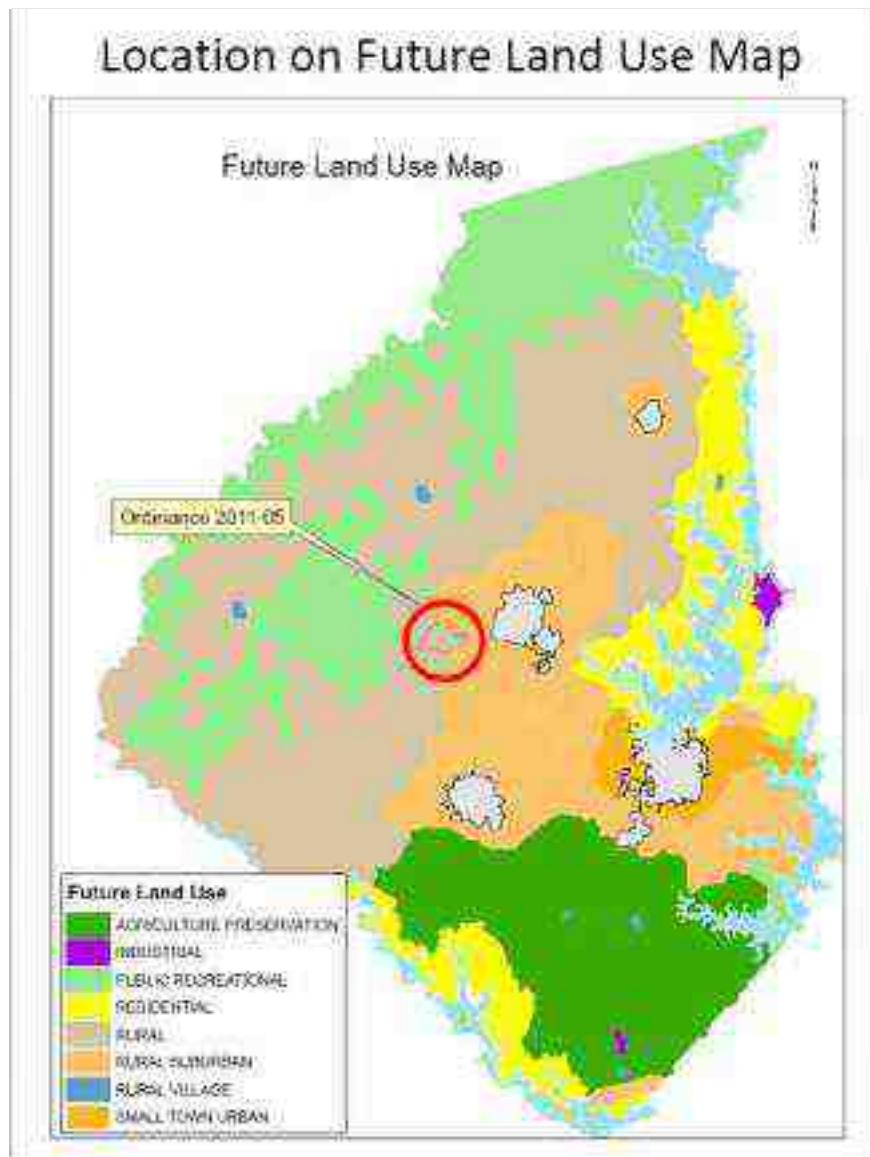 Location on Future Land Use Map
Future Land Use Map
Ordinance 2011-05
Future Land Use
AGRICULTURE PRESERVATION
INDUSTRIAL
PUBLIC RECREATIONAL
RESIDENTIAL
RURAL
RURAL SUBURBAN
RURAL VILLAGE
SMALL TOWN URBAN